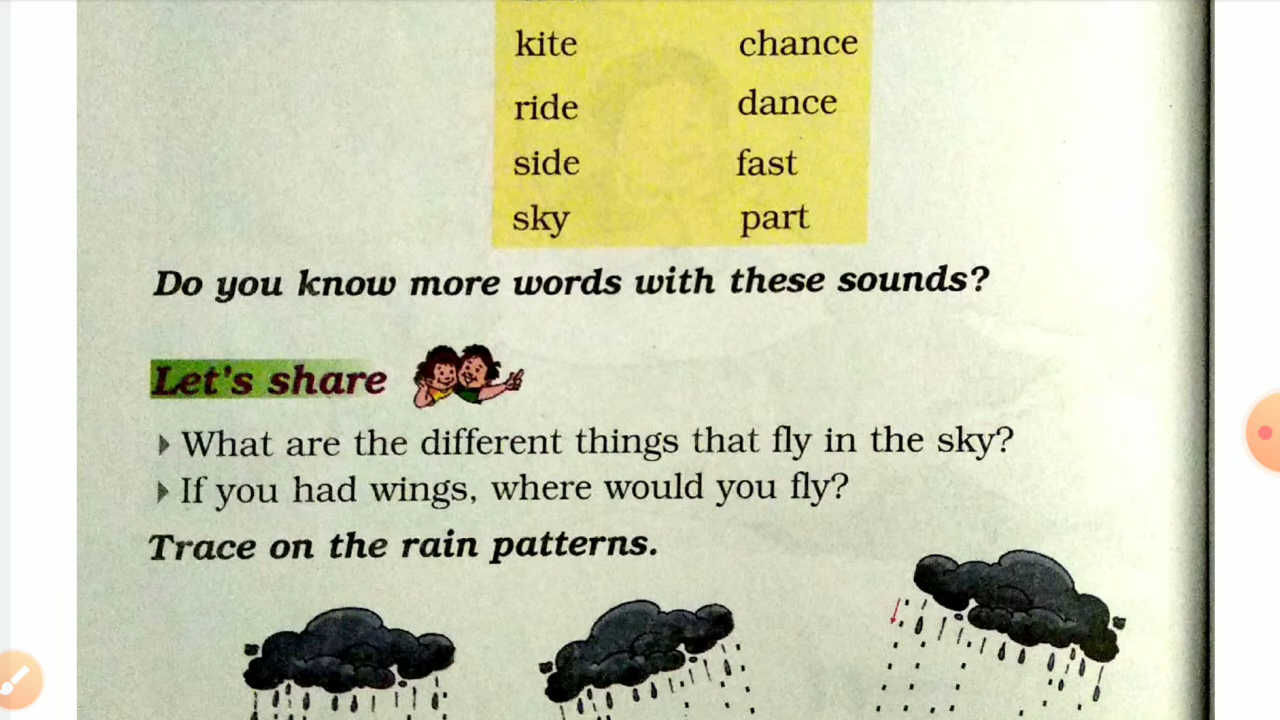 kite chance
ride dance
side fast
sky part
Do you know more words with these sounds?
Let's share
What are the different things that fly in the sky?
If you had wings, where would you fly?
Trace on the rain patterns.